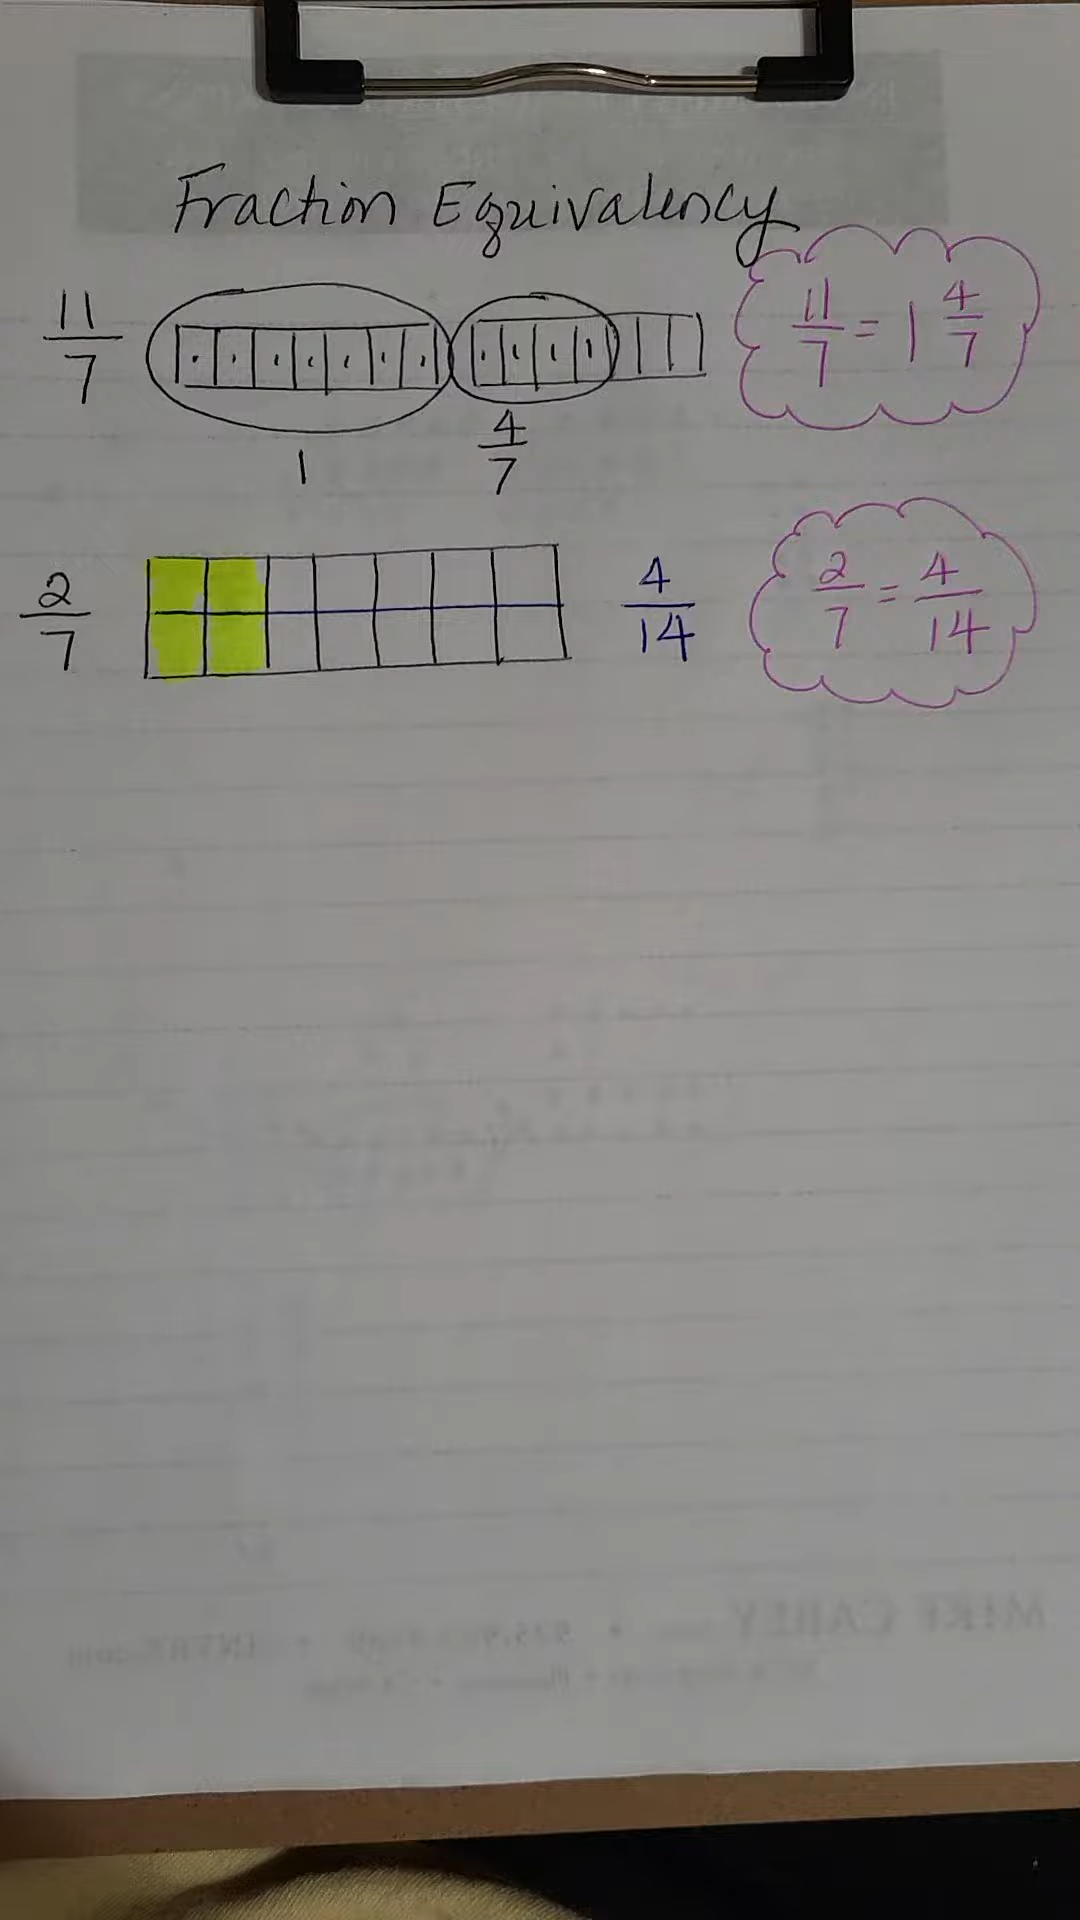 Fraction Equivalency
11/7
1
4/7
11/7 = 1 4/7
2/7
4/14
2/7 = 4/14